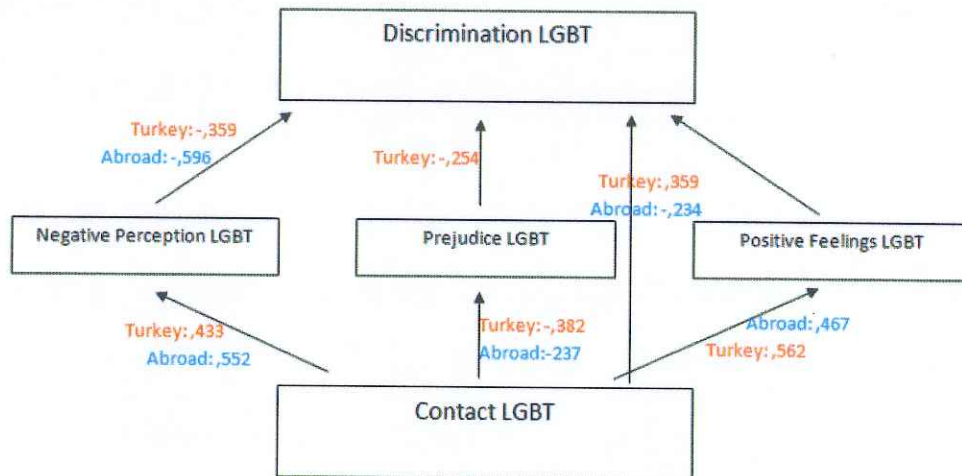 Discrimination LGBT
Turkey:-,359
Abroad:-,596
Turkey:-,254
Turkey:,359
Abroad:-,234
Negative Perception LGBT
Prejudice LGBT
Positive Feelings LGBT
Turkey:,433
Abroad:,552
Turkey:-,382
Abroad:-237
Abroad:,467
Turkey:,562
Contact LGBT